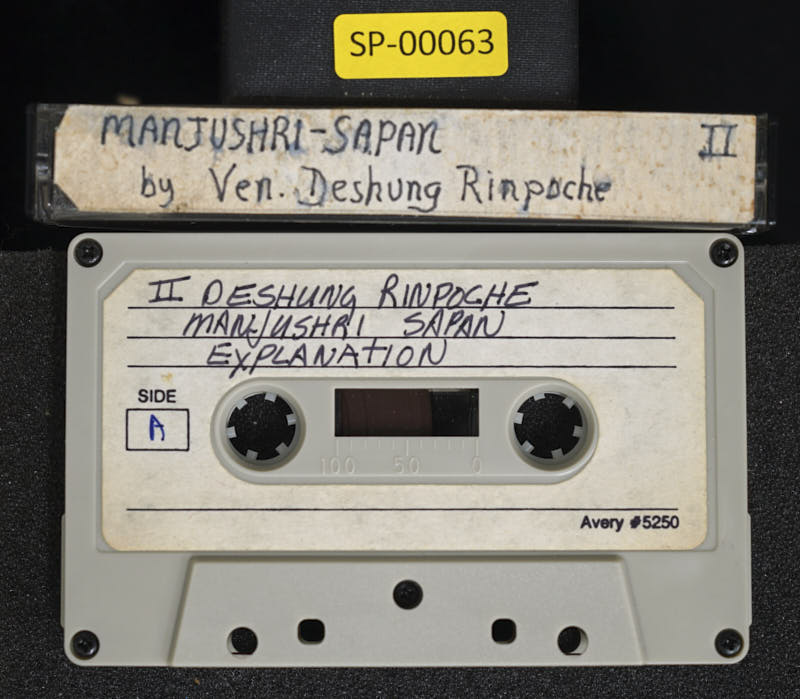 SP-00063
MANJUSHRI-SAPAN II
by Ven. Deshung Rinpoche
II DESHUNG RINPOCHE
MANJUSHRI SAPAN
EXPLANATION
SIDE
A
100 50 0
Avery #5250